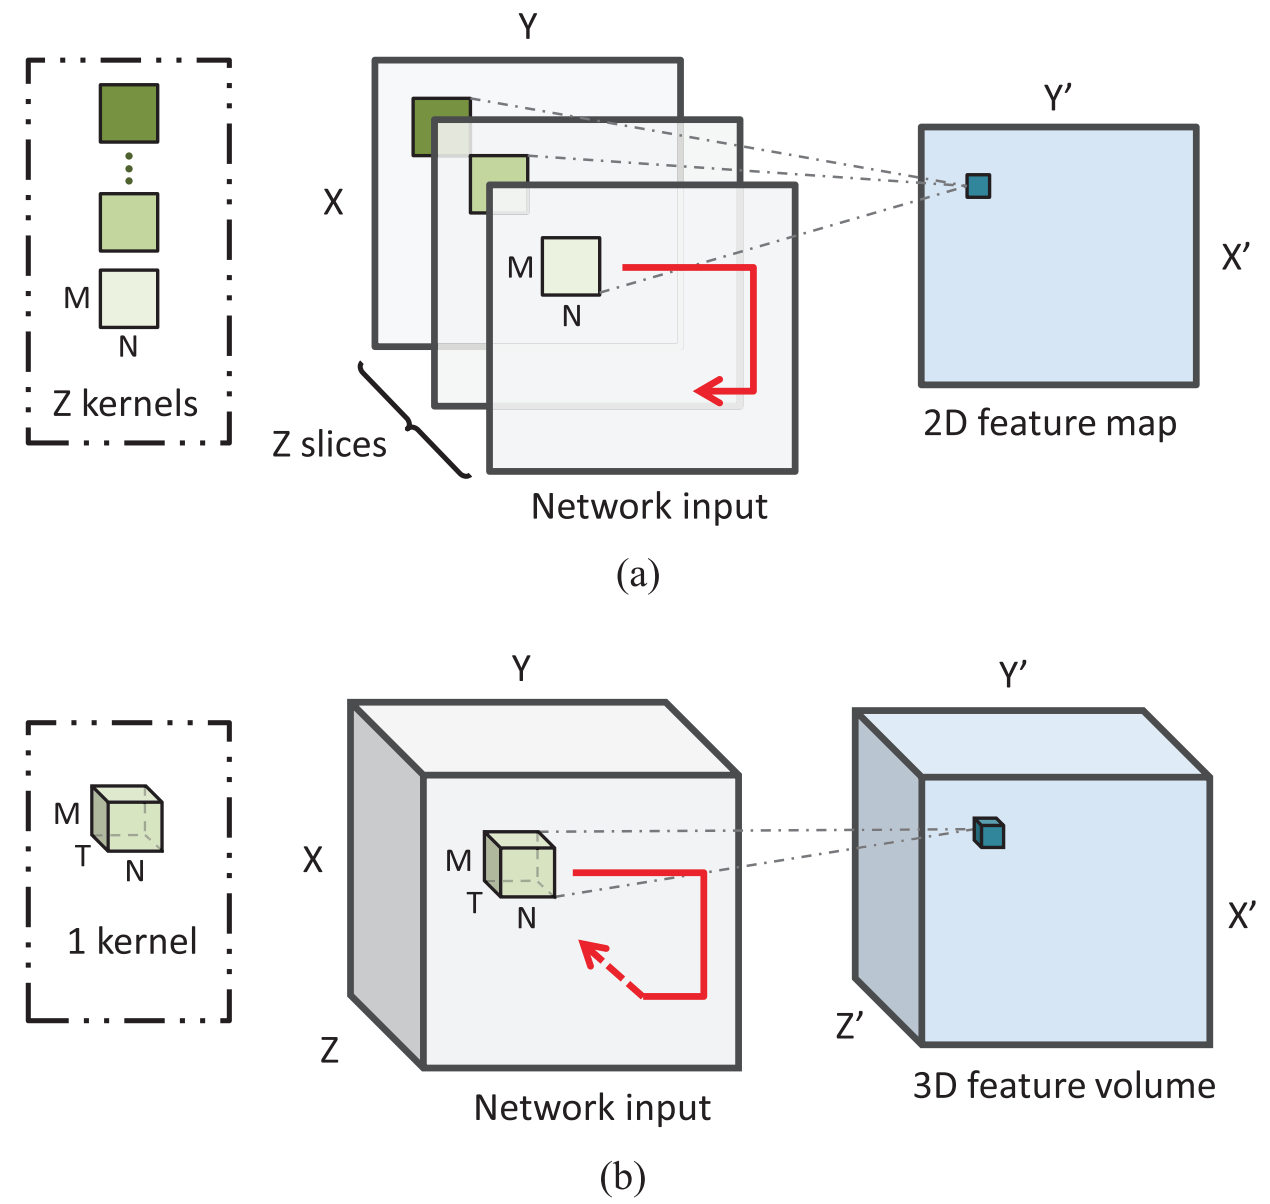 Y
Y’
X
M
N
M
N
Z kernels
Z slices
Network input
X’
2D feature map
(a)
Y
Y’
M
T
N
1 kernel
X
M
T
N
Z
Network input
X’
Z’
3D feature volume
(b)